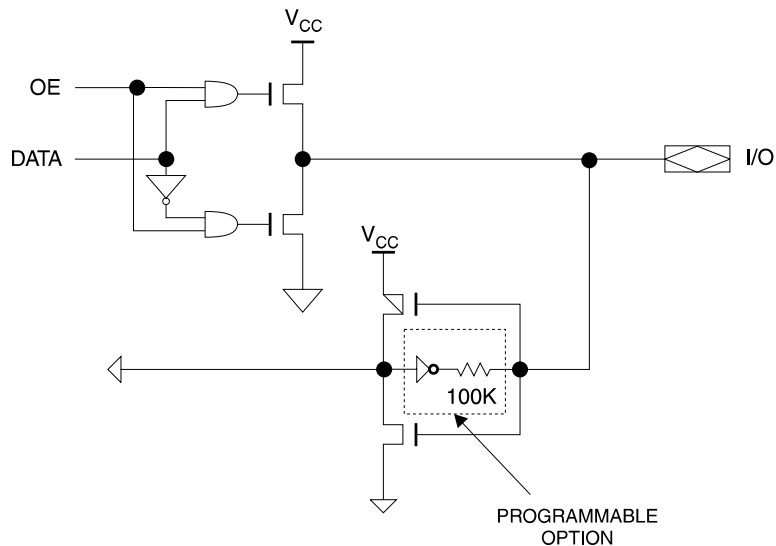 VCC
OE
DATA
I/O
VCC
100K
PROGRAMMABLE
OPTION